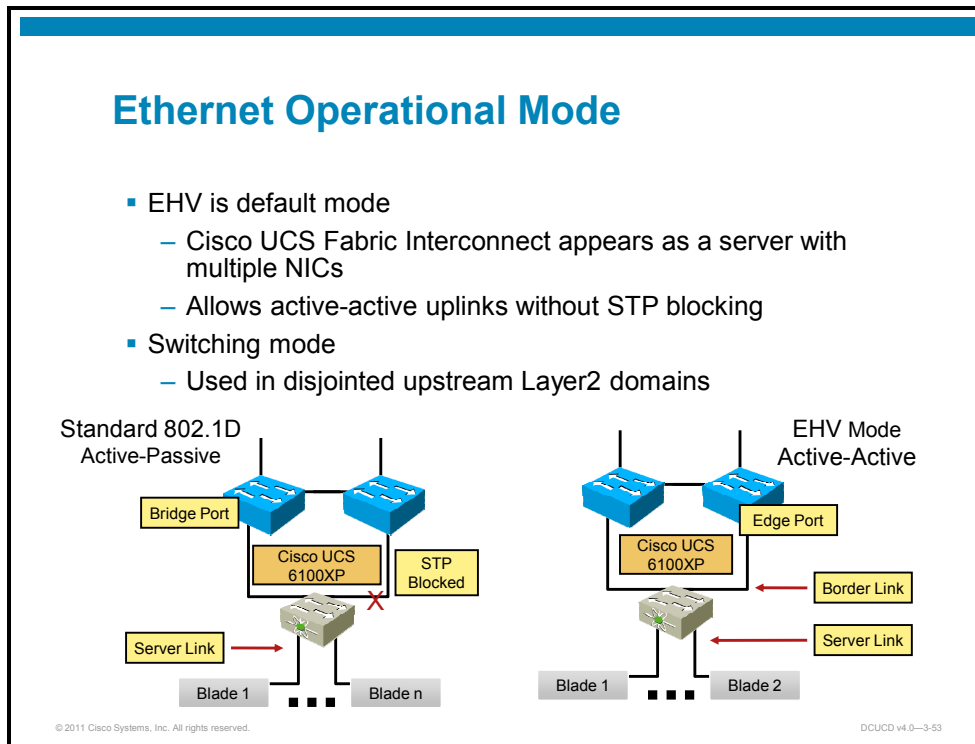 Ethernet Operational Mode
▪ EHV is default mode
– Cisco UCS Fabric Interconnect appears as a server with
multiple NICs
– Allows active-active uplinks without STP blocking
▪ Switching mode
– Used in disjointed upstream Layer2 domains
Standard 802.1D
Active-Passive
Bridge Port
Cisco UCS
6100XP
STP
Blocked
X
Server Link
Blade 1
Blade n
EHV Mode
Active-Active
Edge Port
Cisco UCS
6100XP
Border Link
Server Link
Blade 1
Blade 2
© 2011 Cisco Systems, Inc. All rights reserved.
DCUCD v4.0—3-53